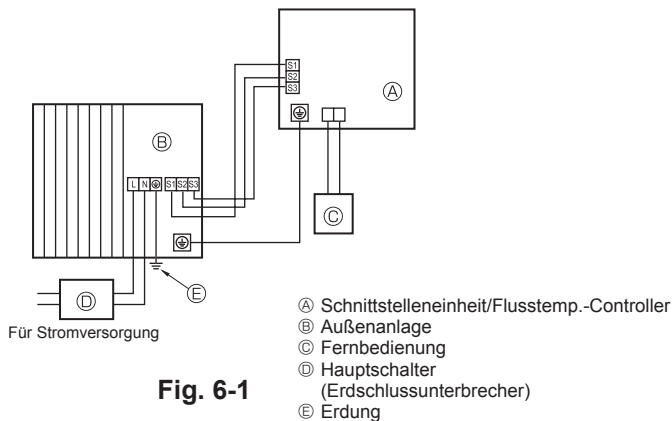 S1
S2
S3
Ⓐ
Ⓑ
L N S1 S2 S3
Ⓒ
Ⓓ
Ⓔ
Für Stromversorgung
Fig. 6-1
Ⓐ Schnittstelleneinheit/Flusstemp.-Controller
Ⓑ Außenanlage
Ⓒ Fernbedienung
Ⓓ Hauptschalter
(Erdschlussunterbrecher)
Ⓔ Erdung